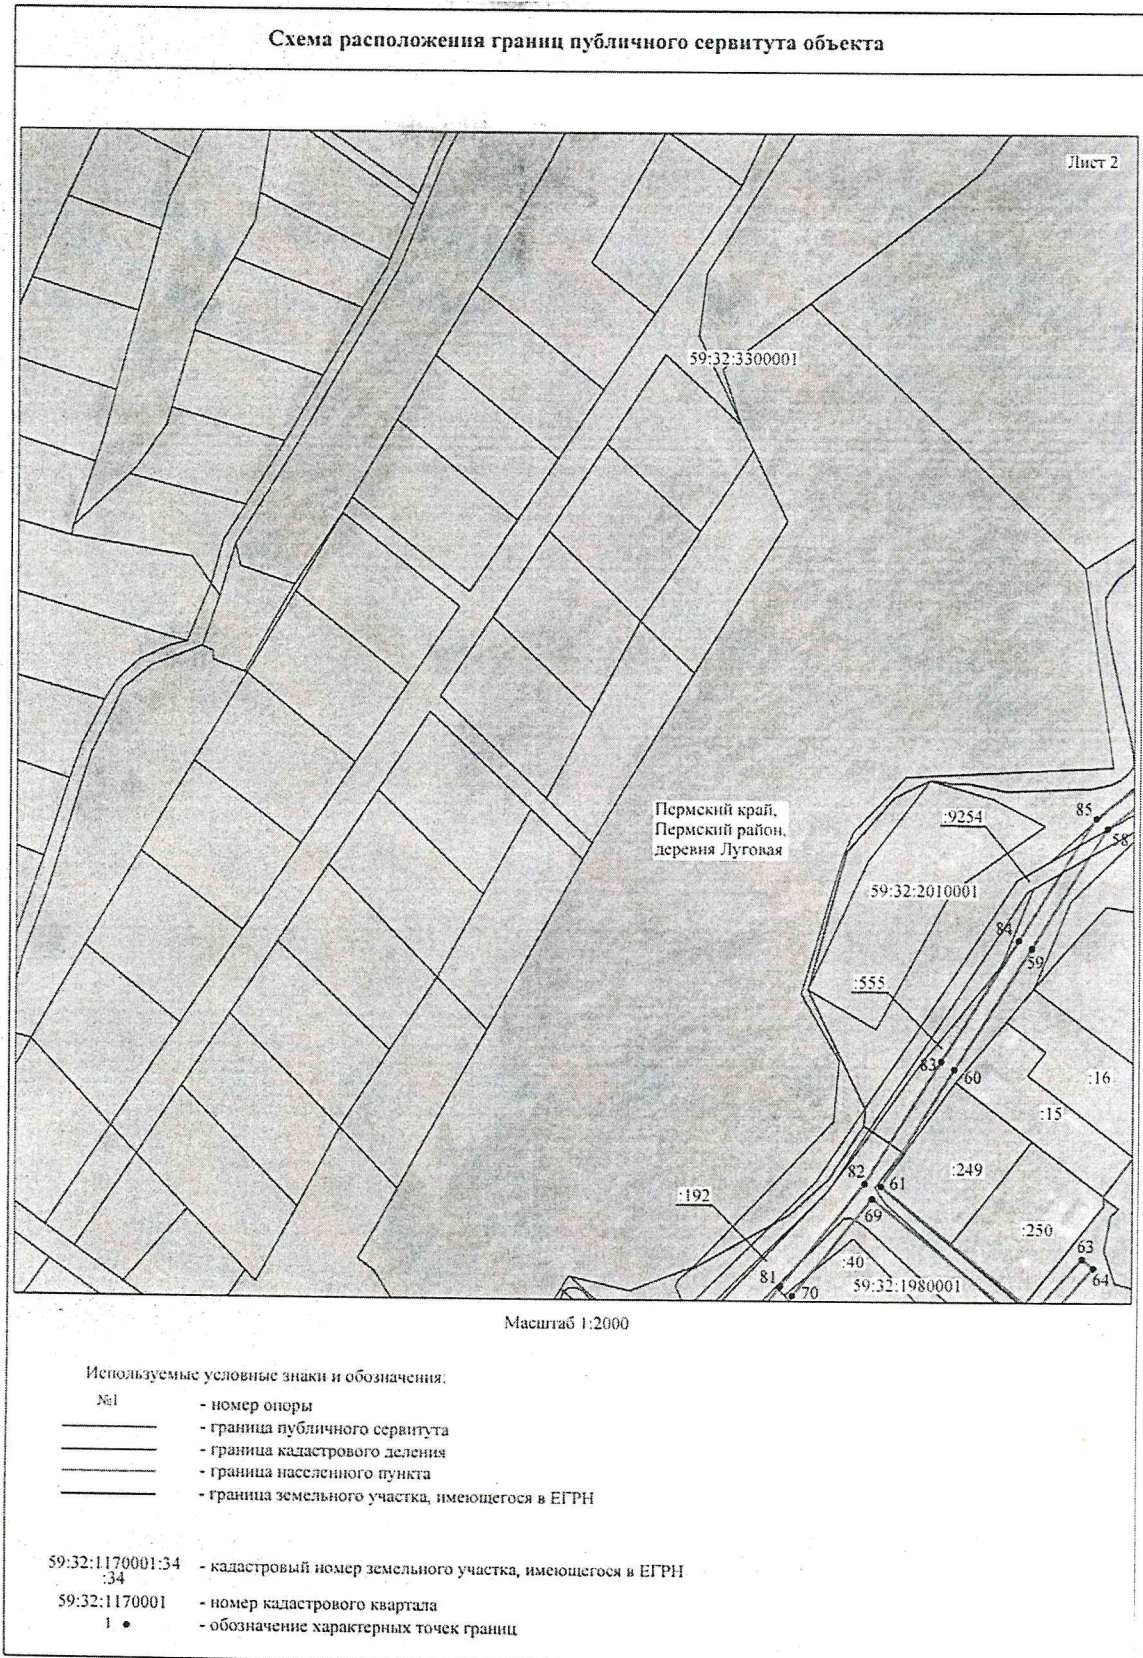 Схема расположения границ публичного сервитута объекта
Лист 2
59:32:3300001
Пермский край,
Пермский район,
деревня Луговая
:9254
85
58
59:32:2010001
84
59
:555
83
60
:16
:15
82
61
:249
:192
69
:250
63
:40
64
81
70
59:32:1980001
Масштаб 1:2000
Используемые условные знаки и обозначения:
№1 - номер опоры
- граница публичного сервитута
- граница кадастрового деления
- граница населенного пункта
- граница земельного участка, имеющегося в ЕГРН
59:32:1170001:34 - кадастровый номер земельного участка, имеющегося в ЕГРН
:34
59:32:1170001 - номер кадастрового квартала
1 ● - обозначение характерных точек границ